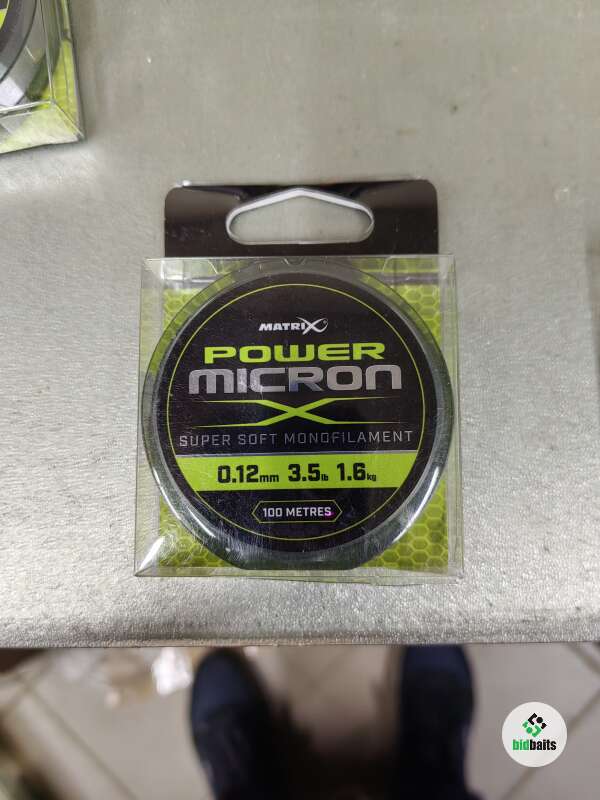 MATRIX
POWER
MICRON
X
SUPER SOFT MONOFILAMENT
0.12mm 3.5lb 1.6kg
100 METRES
bidbaits